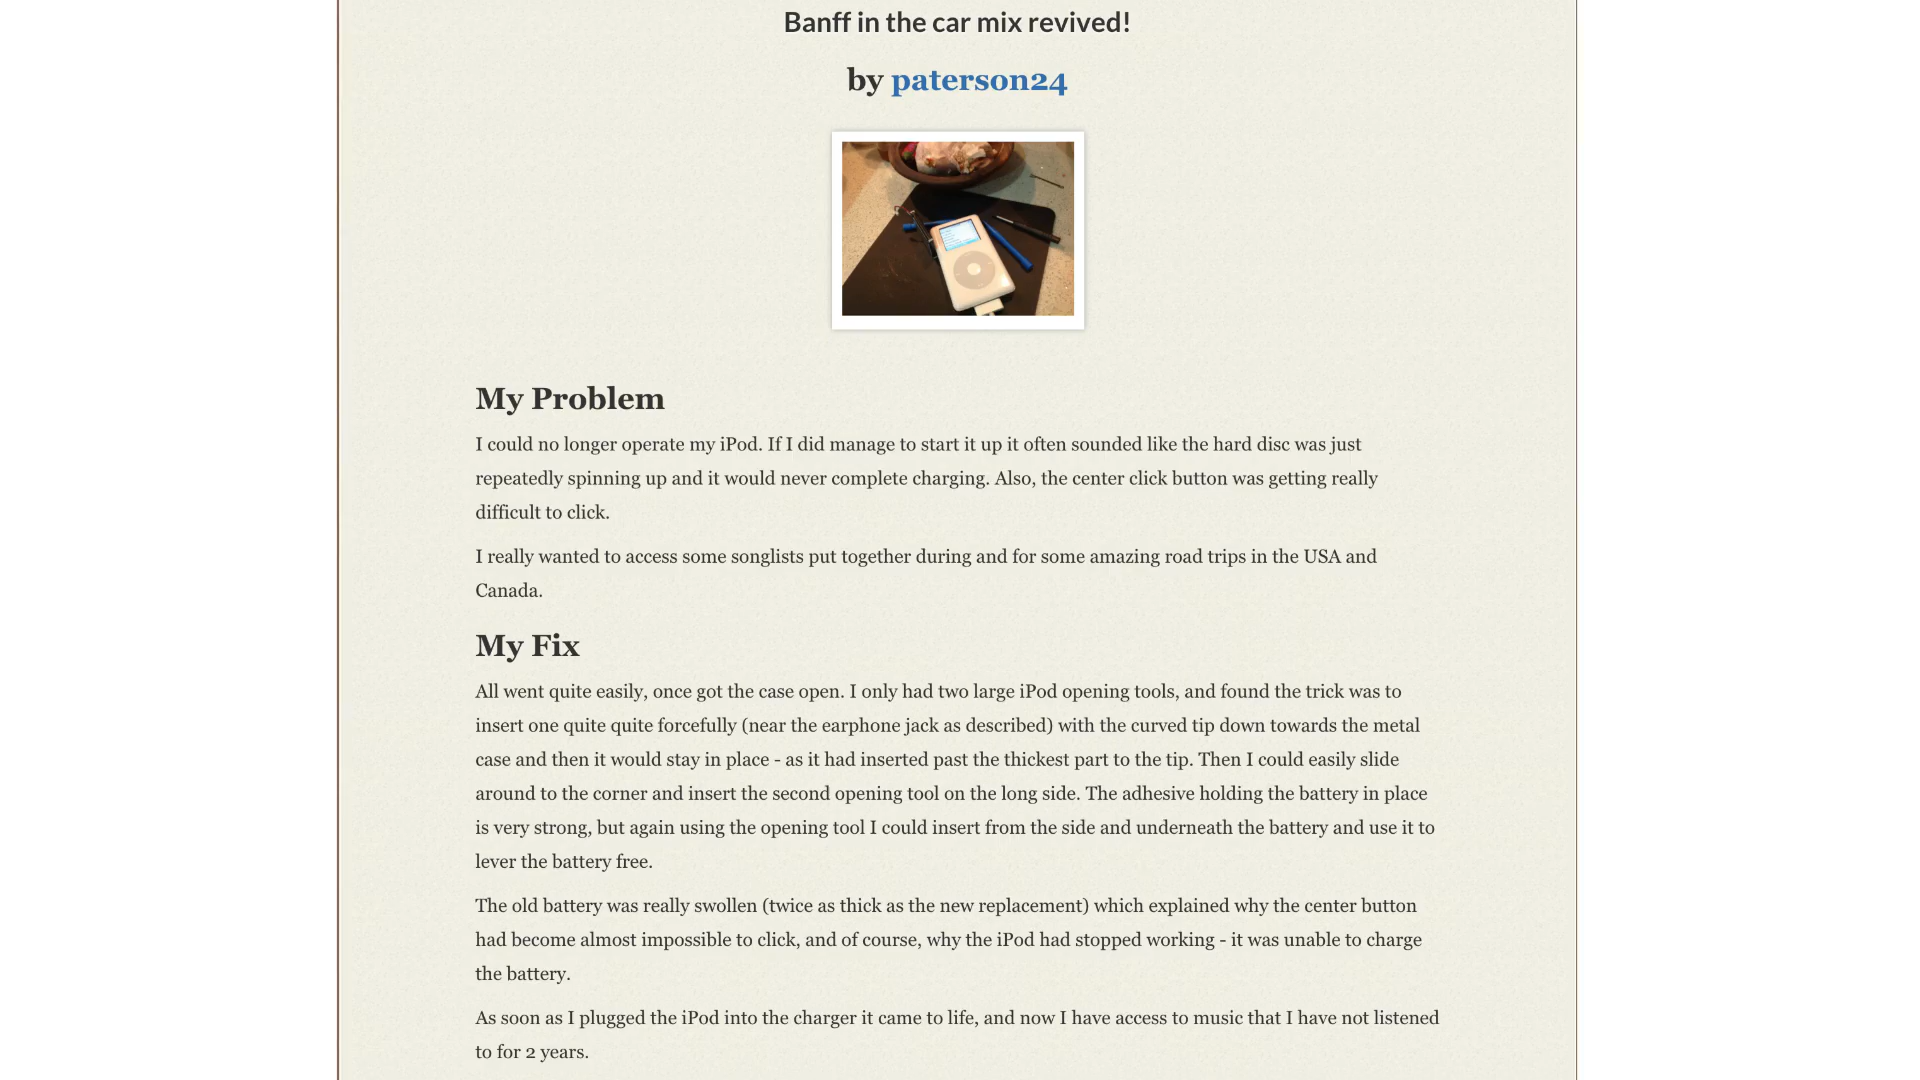 Banff in the car mix revived!
by paterson24
My Problem
I could no longer operate my iPod. If I did manage to start it up it often sounded like the hard disc was just
repeatedly spinning up and it would never complete charging. Also, the center click button was getting really
difficult to click.
I really wanted to access some songlists put together during and for some amazing road trips in the USA and
Canada.
My Fix
All went quite easily, once got the case open. I only had two large iPod opening tools, and found the trick was to
insert one quite quite forcefully (near the earphone jack as described) with the curved tip down towards the metal
case and then it would stay in place - as it had inserted past the thickest part to the tip. Then I could easily slide
around to the corner and insert the second opening tool on the long side. The adhesive holding the battery in place
is very strong, but again using the opening tool I could insert from the side and underneath the battery and use it to
lever the battery free.
The old battery was really swollen (twice as thick as the new replacement) which explained why the center button
had become almost impossible to click, and of course, why the iPod had stopped working - it was unable to charge
the battery.
As soon as I plugged the iPod into the charger it came to life, and now I have access to music that I have not listened
to for 2 years.